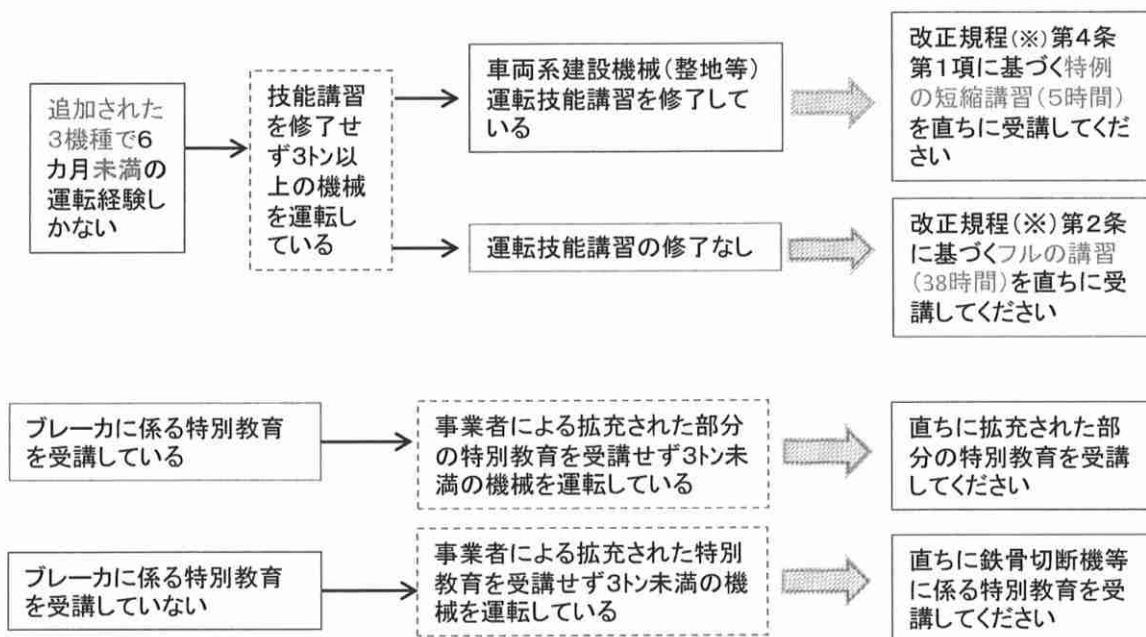 追加された
3機種で6
カ月未満の
運転経験し
かない
技能講習
を修了せ
ず3トン以
上の機械
を運転し
ている
車両系建設機械(整地等)
運転技能講習を修了して
いる
改正規程(※)第4条
第1項に基づく特例
の短縮講習(5時間)
を直ちに受講してくだ
さい
運転技能講習の修了なし
改正規程(※)第2条
に基づくフルの講習
(38時間)を直ちに受
講してください
ブレーカに係る特別教育
を受講している
事業者による拡充された部分
の特別教育を受講せず3トン未
満の機械を運転している
直ちに拡充された部
分の特別教育を受講
してください
ブレーカに係る特別教育
を受講していない
事業者による拡充された特別
教育を受講せず3トン未満の機
械を運転している
直ちに鉄骨切断機等
に係る特別教育を受
講してください